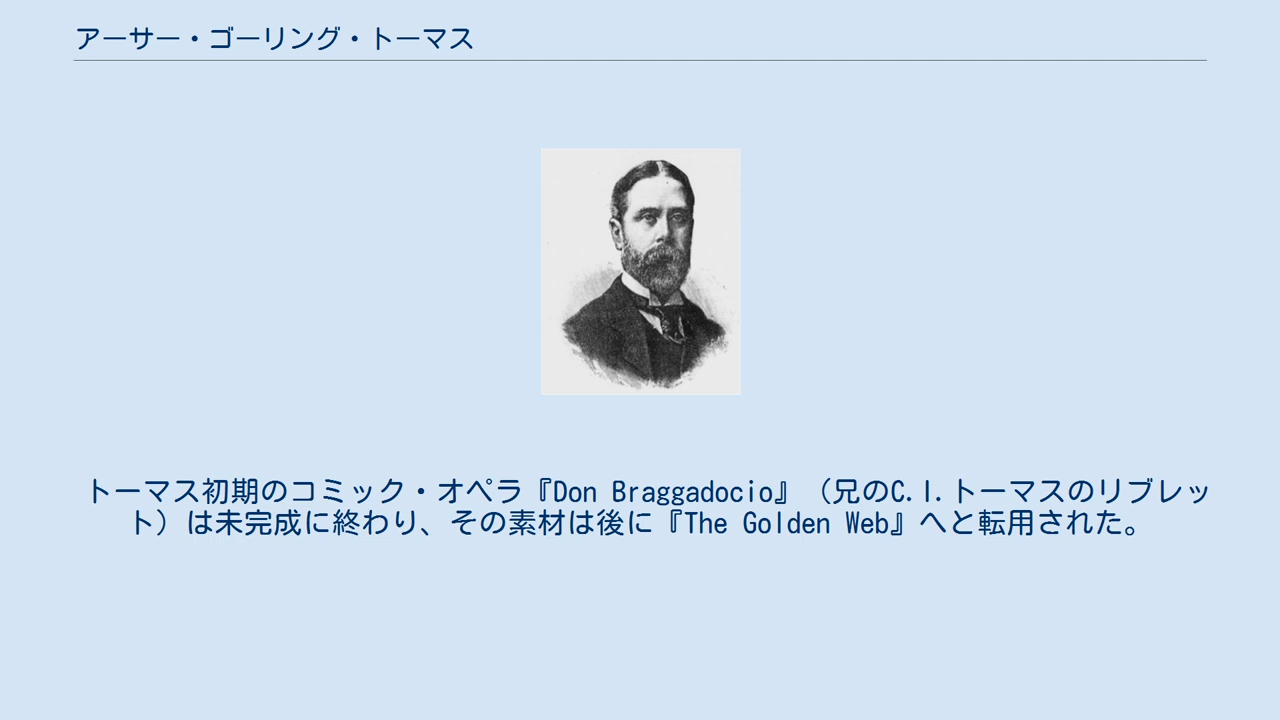 アーサー・ゴーリング・トーマス
トーマス初期のコミック・オペラ『Don Braggadocio』（兄のC.I.トーマスのリブレッ
ト）は未完成に終わり、その素材は後に『The Golden Web』へと転用された。